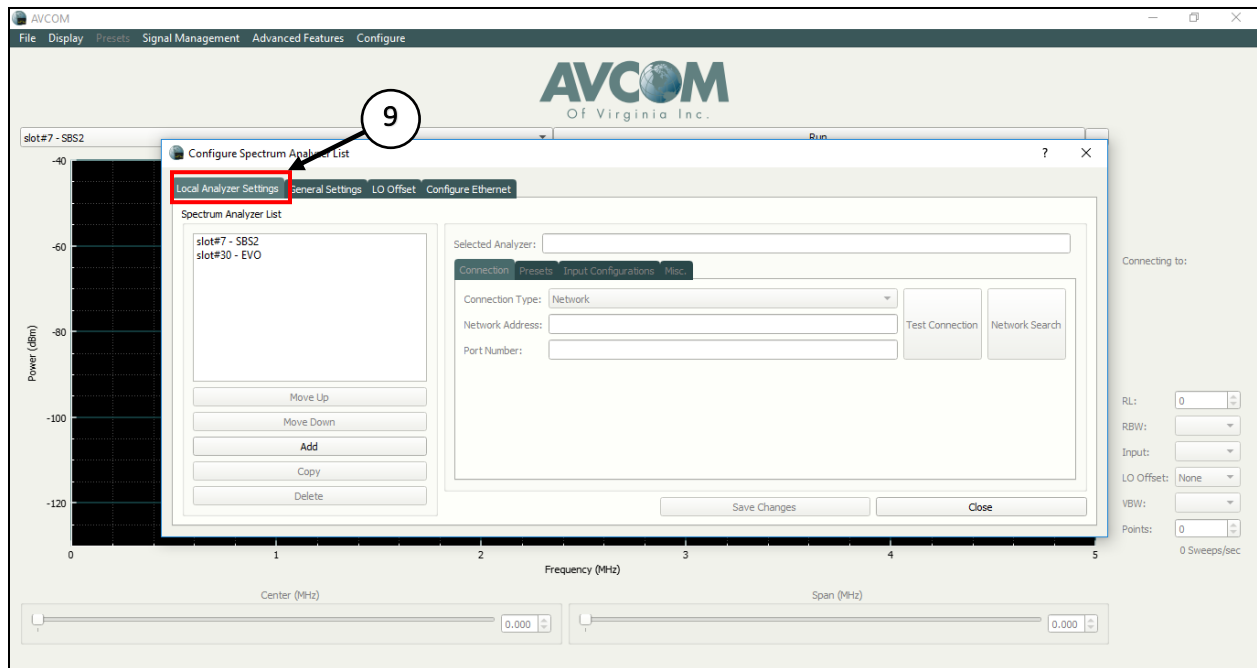 AVCOM
File Display Presets Signal Management Advanced Features Configure
AVCOM
Of Virginia Inc.
9
slot#7 - SBS2
Run
Configure Spectrum Analyzer List
?
Local Analyzer Settings General Settings LO Offset Configure Ethernet
Spectrum Analyzer List
slot#7 - SBS2
slot#30 - EVO
Move Up
Move Down
Add
Copy
Delete
Selected Analyzer:
Connection Presets Input Configurations Misc.
Connection Type: Network
Network Address:
Port Number:
Test Connection Network Search
Save Changes Close
Power (dBm)
-40
-60
-80
-100
-120
0 1 2 3 4 5
Frequency (MHz)
Connecting to:
RL: 0
RBW:
Input:
LO Offset: None
VBW:
Points: 0
0 Sweeps/sec
Center (MHz) Span (MHz)
0.000 0.000